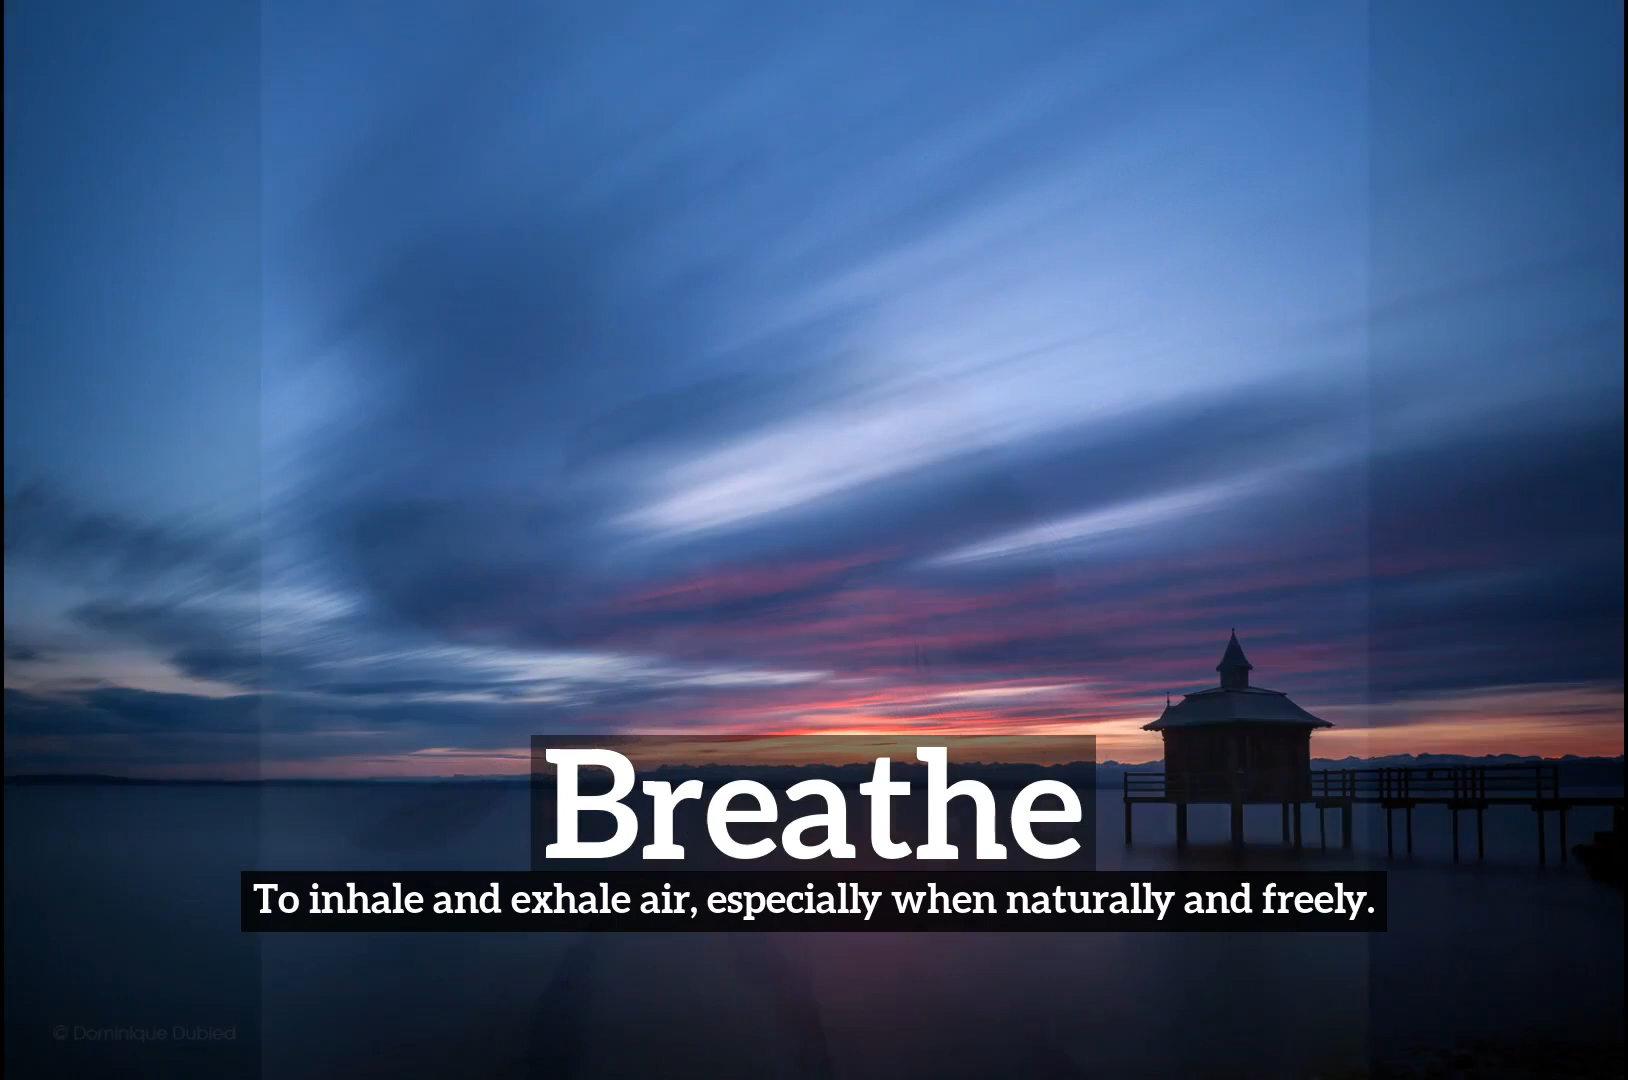 Breathe
To inhale and exhale air, especially when naturally and freely.
© Dominique Dubied